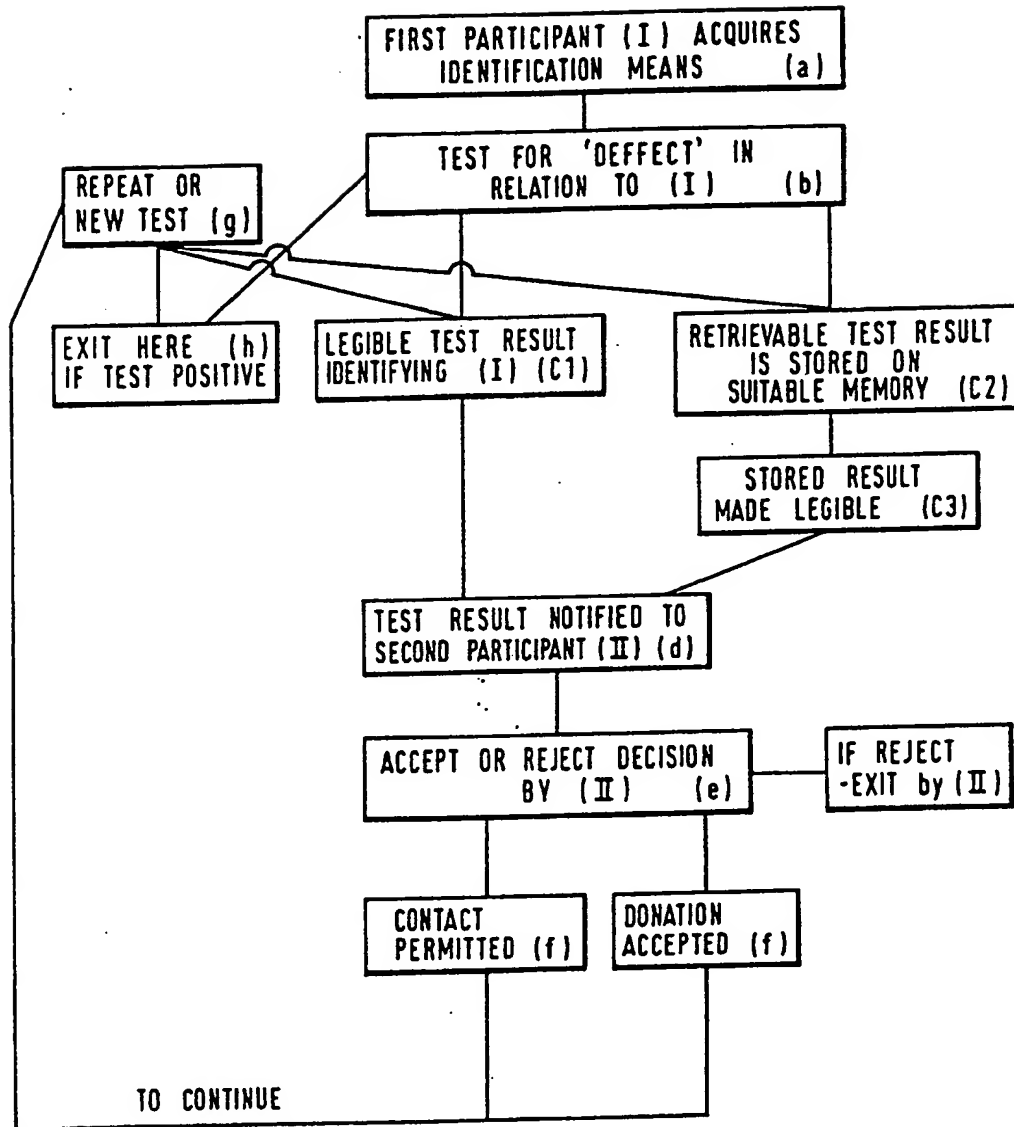 FIRST PARTICIPANT (I) ACQUIRES
IDENTIFICATION MEANS (a)
TEST FOR 'DEFFECT' IN
RELATION TO (I) (b)
REPEAT OR
NEW TEST (g)
EXIT HERE (h)
IF TEST POSITIVE
LEGIBLE TEST RESULT
IDENTIFYING (I) (C1)
RETRIEVABLE TEST RESULT
IS STORED ON
SUITABLE MEMORY (C2)
STORED RESULT
MADE LEGIBLE (C3)
TEST RESULT NOTIFIED TO
SECOND PARTICIPANT (II) (d)
ACCEPT OR REJECT DECISION
BY (II) (e)
IF REJECT
-EXIT by (II)
CONTACT
PERMITTED (f)
DONATION
ACCEPTED (f)
TO CONTINUE